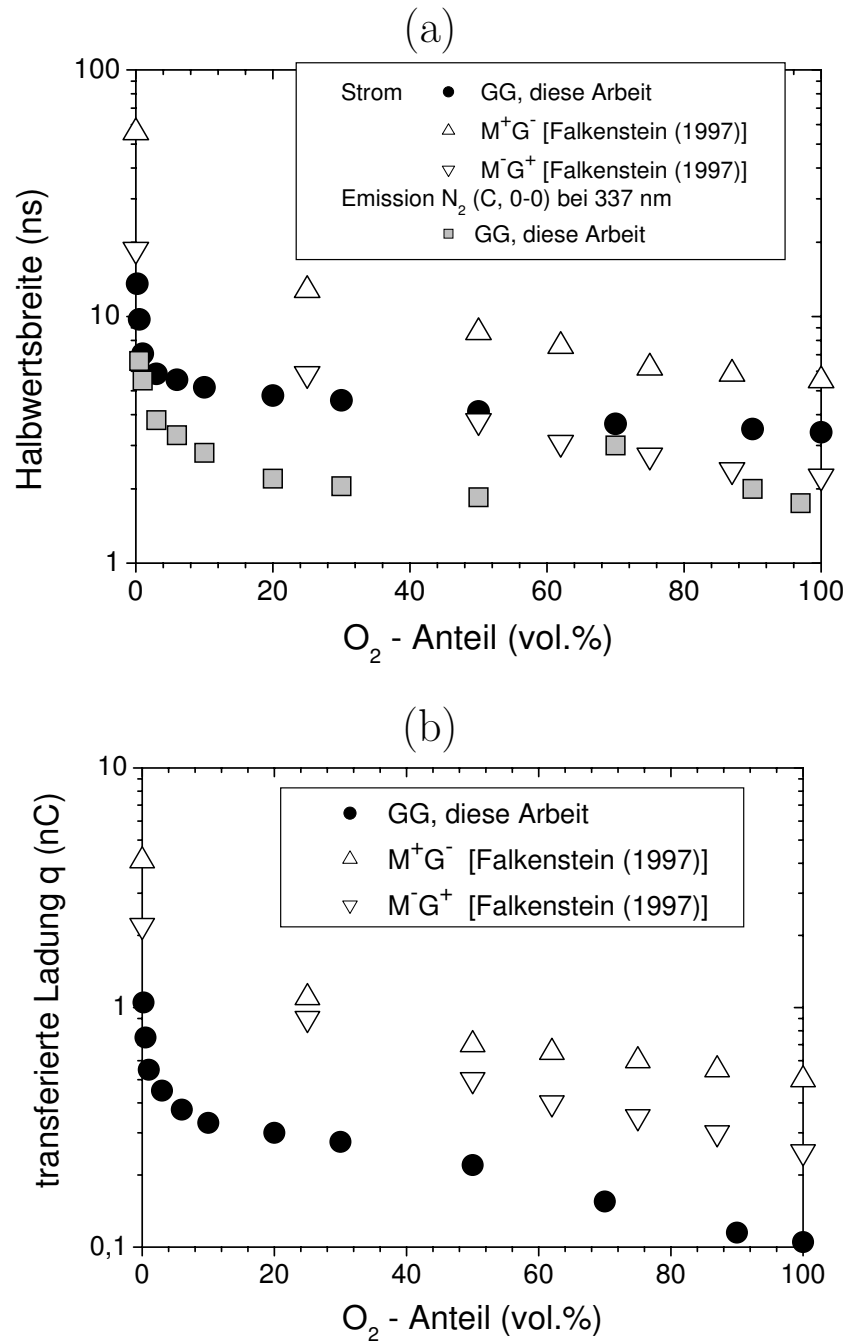 (a)
100
10
1
Halbwertsbreite (ns)
Strom ● GG, diese Arbeit
△ M⁺G⁻ [Falkenstein (1997)]
▽ M⁻G⁺ [Falkenstein (1997)]
Emission N₂ (C, 0-0) bei 337 nm
GG, diese Arbeit
0 20 40 60 80 100
O₂ - Anteil (vol.%)
(b)
10
1
0,1
transferierte Ladung q (nC)
● GG, diese Arbeit
△ M⁺G⁻ [Falkenstein (1997)]
▽ M⁻G⁺ [Falkenstein (1997)]
0 20 40 60 80 100
O₂ - Anteil (vol.%)